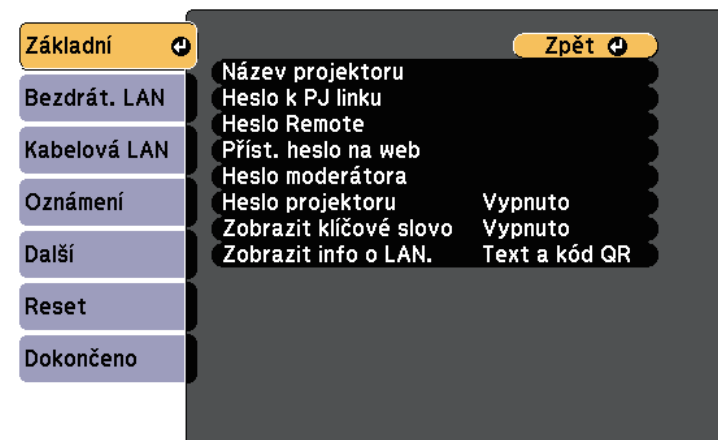 Základní
Bezdrát. LAN
Kabelová LAN
Oznámení
Další
Reset
Dokončeno
Zpět
Název projektoru
Heslo k PJ linku
Heslo Remote
Příst. heslo na web
Heslo moderátora
Heslo projektoru Vypnuto
Zobrazit klíčové slovo Vypnuto
Zobrazit info o LAN. Text a kód QR